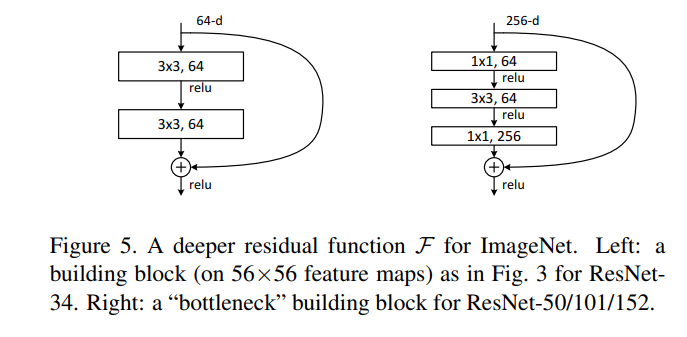 64-d
3x3, 64
relu
3x3, 64
+
relu
256-d
1x1, 64
relu
3x3, 64
relu
1x1, 256
+
relu
Figure 5. A deeper residual function F for ImageNet. Left: a
building block (on 56×56 feature maps) as in Fig. 3 for ResNet-
34. Right: a “bottleneck” building block for ResNet-50/101/152.